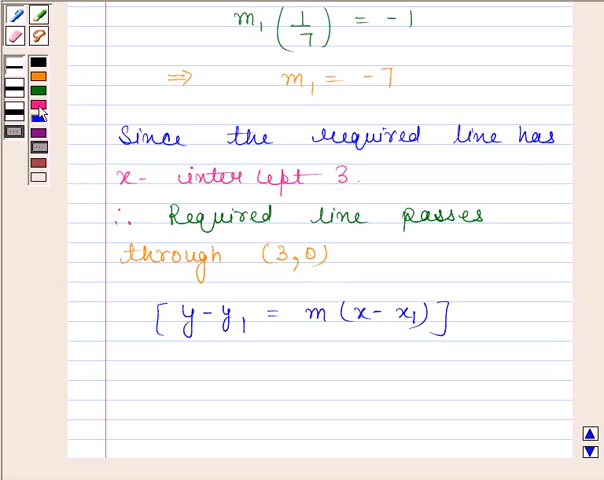 m₁ (1/7) = -1
⇒ m₁ = -7
Since the required line has
x- intercept 3.
∴ Required line passes
through (3,0)
[ y-y₁ = m(x- x₁)]